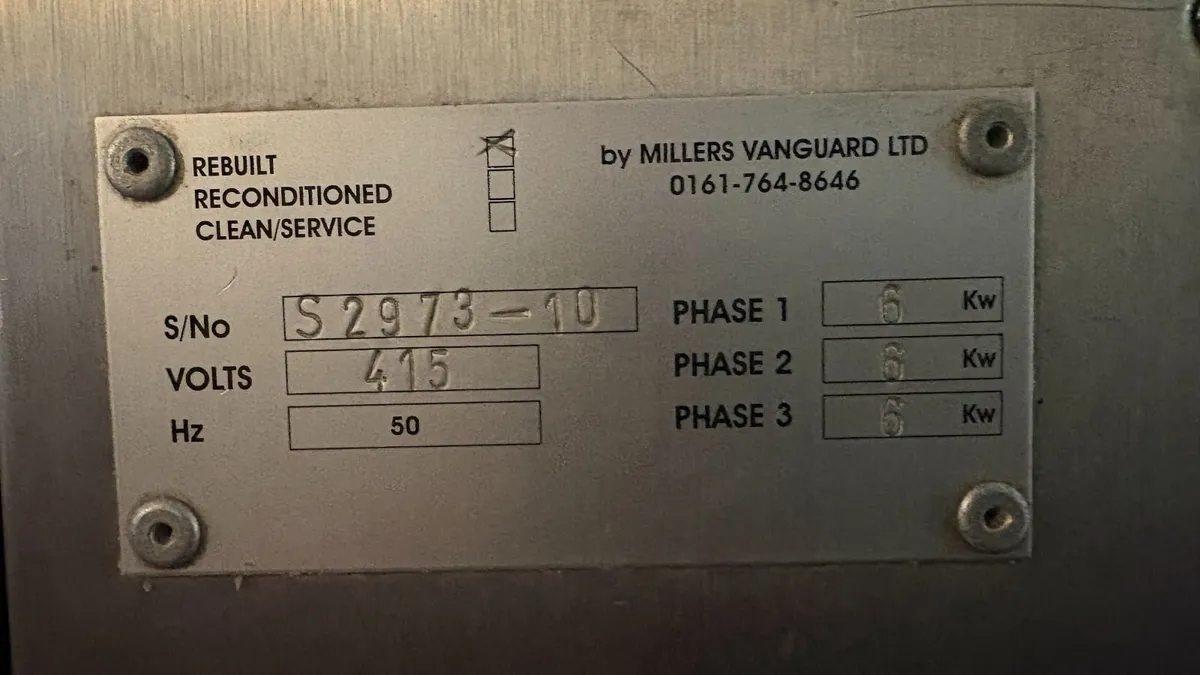 REBUILT
RECONDITIONED
CLEAN/SERVICE
by MILLERS VANGUARD LTD
0161-764-8646
S/No S2973-10
VOLTS 415
Hz 50
PHASE 1 6 Kw
PHASE 2 6 Kw
PHASE 3 6 Kw